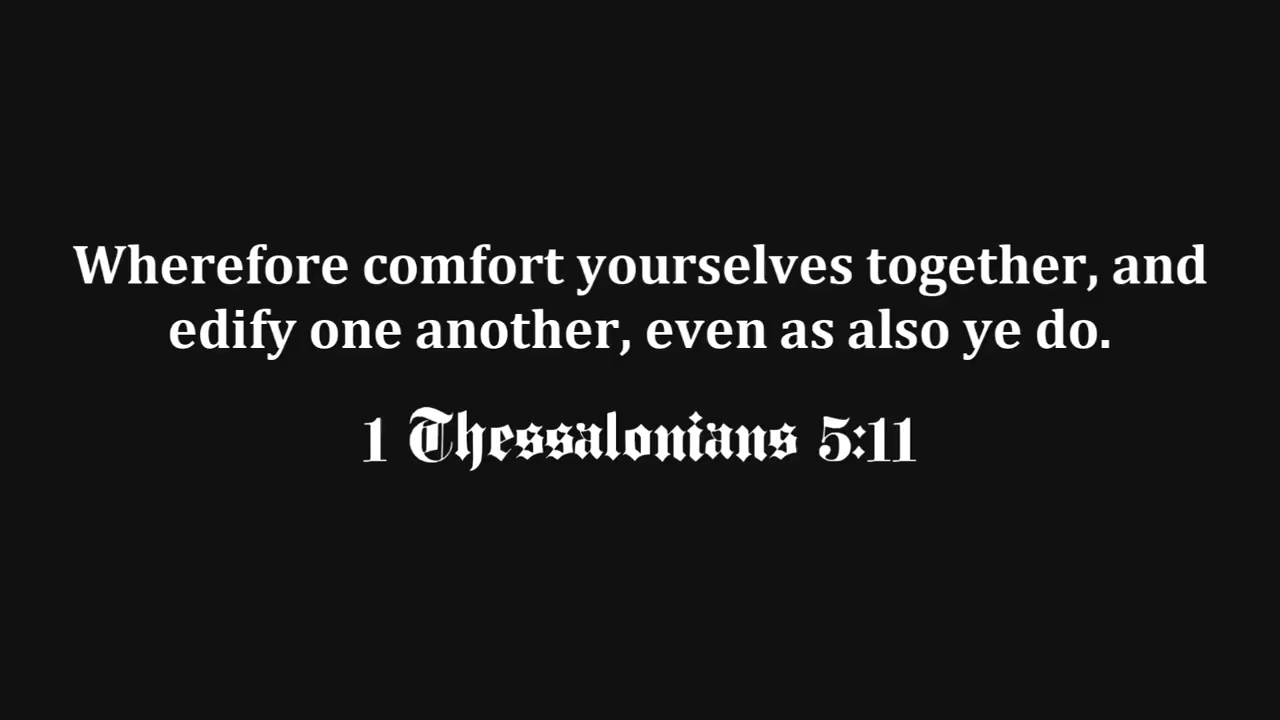 Wherefore comfort yourselves together, and
edify one another, even as also ye do.
1 Thessalonians 5:11